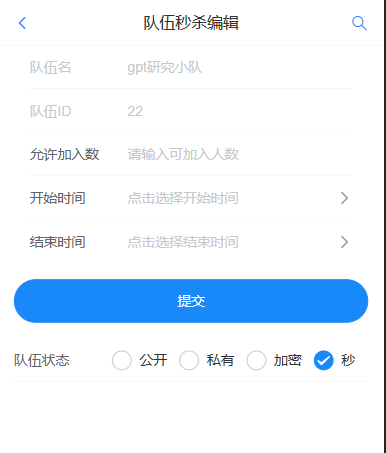 队伍秒杀编辑
队伍名 gpt研究小队
队伍ID 22
允许加入数 请输入可加入人数
开始时间 点击选择开始时间
结束时间 点击选择结束时间
提交
队伍状态 公开 私有 加密 秒